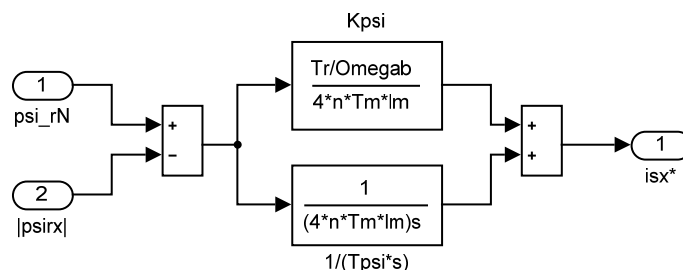 Kpsi
Tr/Omegab
4*n*Tm*lm
1
psi_rN
+
−
+
+
1
isx*
2
|psirx|
1
(4*n*Tm*lm)s
1/(Tpsi*s)